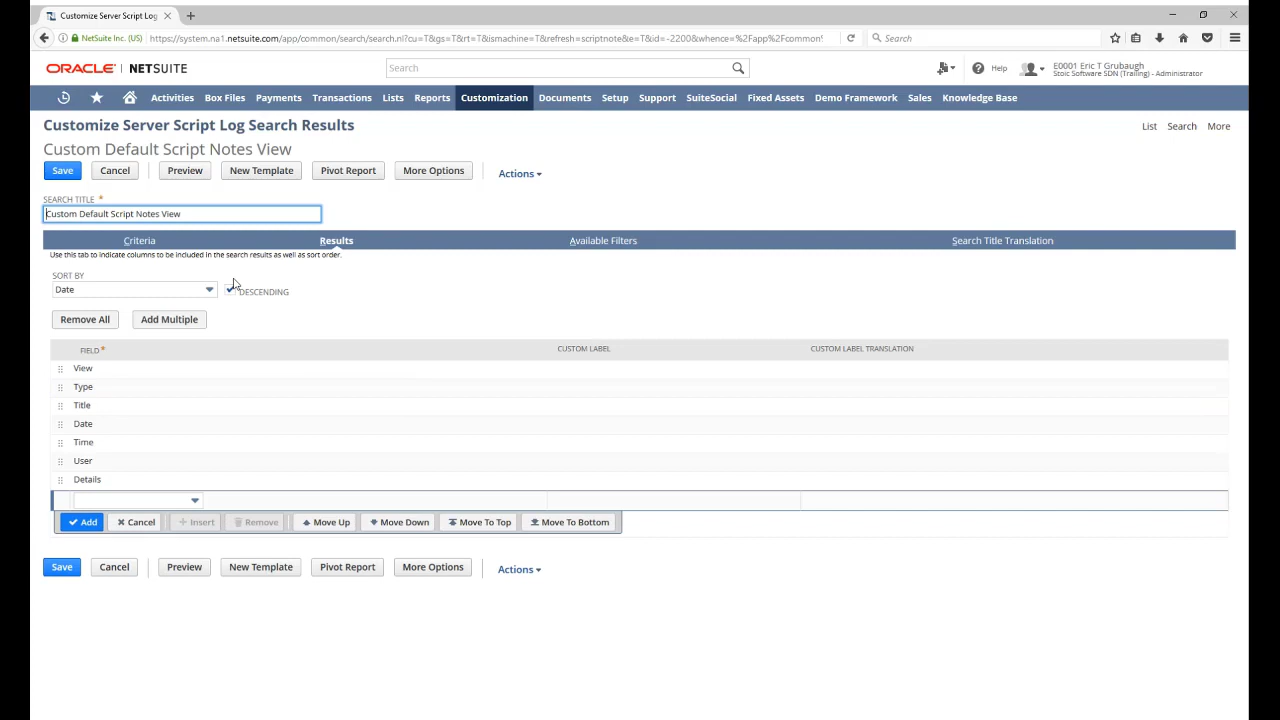 Customize Server Script Log
NetSuite Inc. (US) https://system.na1.netsuite.com/app/common/search/search.nl?cu=T&gs=T&rt=T&ismachine=T&refresh=scriptnote&e=T&id=-2200&whence=%2Fapp%2Fcommon%
Search
ORACLE | NETSUITE
Search
Help
E0001 Eric T Grubaugh
Stoic Software SDN (Trailing) - Administrator
Activities Box Files Payments Transactions Lists Reports Customization Documents Setup Support SuiteSocial Fixed Assets Demo Framework Sales Knowledge Base
Customize Server Script Log Search Results
List Search More
Custom Default Script Notes View
Save Cancel Preview New Template Pivot Report More Options Actions
SEARCH TITLE *
Custom Default Script Notes View
Criteria Results Available Filters Search Title Translation
Use this tab to indicate columns to be included in the search results as well as sort order.
SORT BY
Date
DESCENDING
Remove All Add Multiple
FIELD * CUSTOM LABEL CUSTOM LABEL TRANSLATION
View
Type
Title
Date
Time
User
Details
Add Cancel Insert Remove Move Up Move Down Move To Top Move To Bottom
Save Cancel Preview New Template Pivot Report More Options Actions